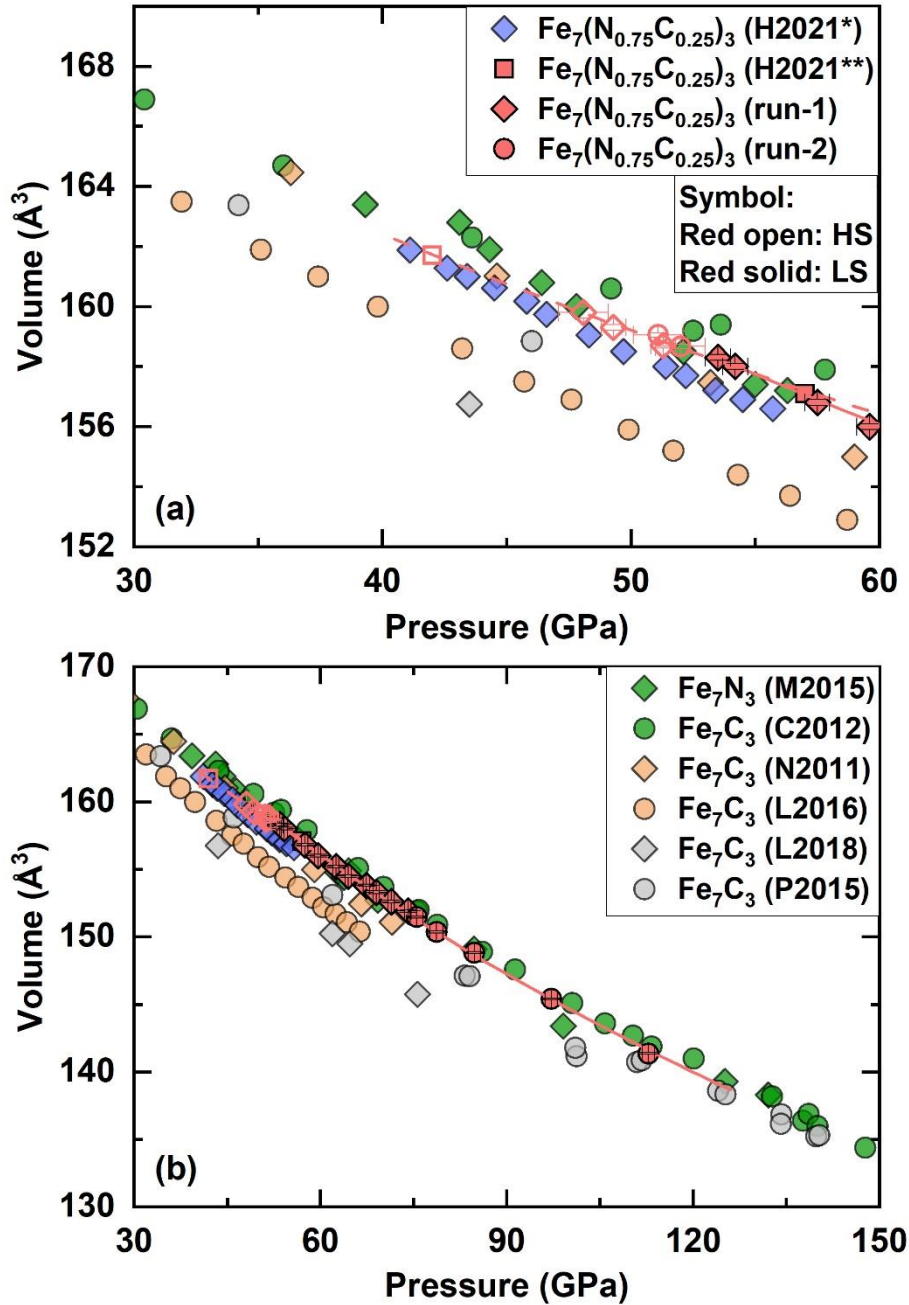 Fe₇(N₀.₇₅C₀.₂₅)₃ (H2021*)
Fe₇(N₀.₇₅C₀.₂₅)₃ (H2021**)
Fe₇(N₀.₇₅C₀.₂₅)₃ (run-1)
Fe₇(N₀.₇₅C₀.₂₅)₃ (run-2)
Symbol:
Red open: HS
Red solid: LS
168
164
160
156
152
Volume (Å³)
(a)
30 40 50 60
Pressure (GPa)
Fe₇N₃ (M2015)
Fe₇C₃ (C2012)
Fe₇C₃ (N2011)
Fe₇C₃ (L2016)
Fe₇C₃ (L2018)
Fe₇C₃ (P2015)
170
160
150
140
130
Volume (Å³)
(b)
30 60 90 120 150
Pressure (GPa)